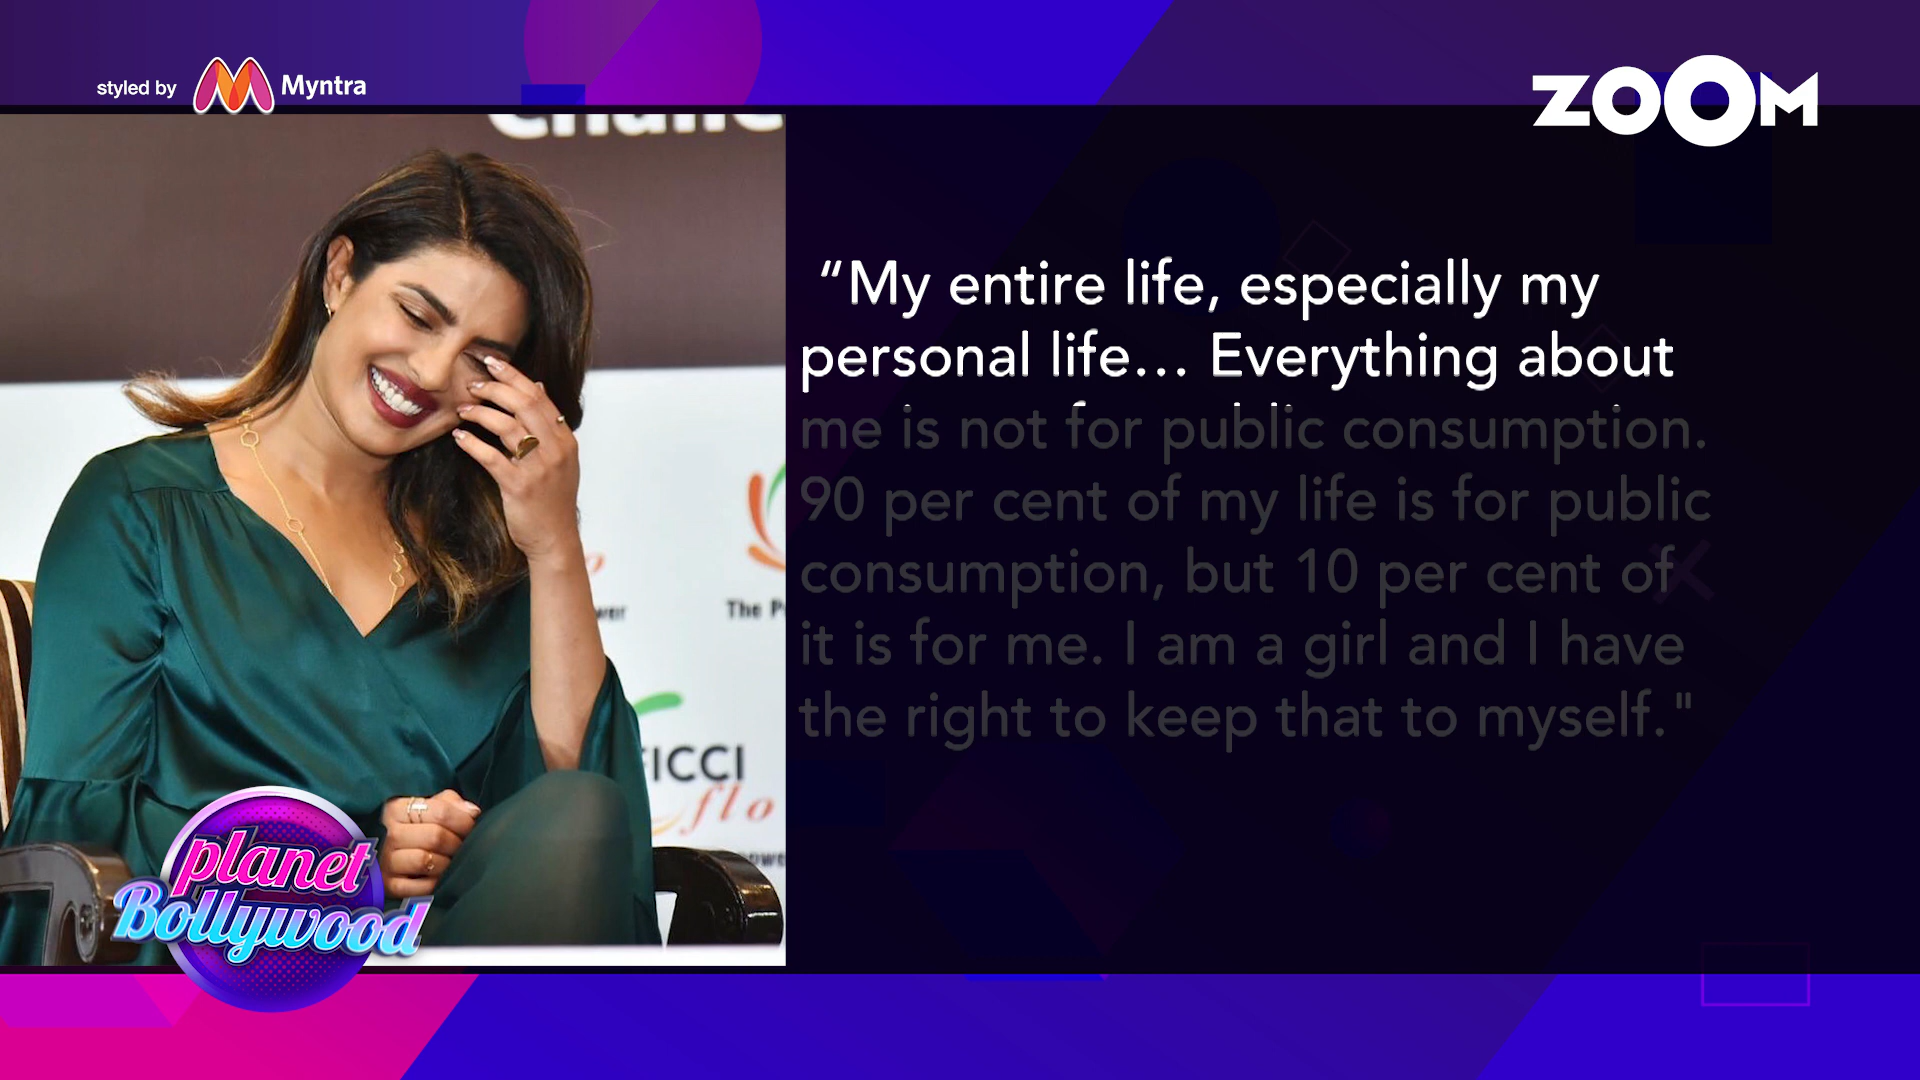 styled by Myntra
ZOOM
“My entire life, especially my
personal life... Everything about
me is not for public consumption.
90 per cent of my life is for public
consumption, but 10 per cent of
it is for me. I am a girl and I have
the right to keep that to myself."
The
FICCI
flo
planet
Bollywood